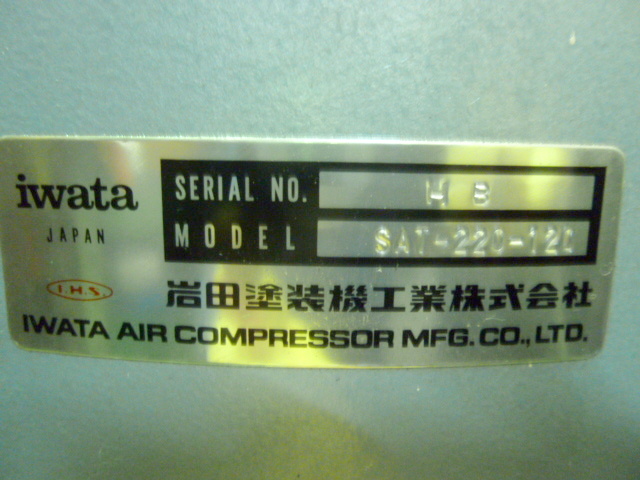 iwata
JAPAN
I.H.S.
SERIAL NO. H B
MODEL SAT-220-120
岩田塗装機工業株式会社
IWATA AIR COMPRESSOR MFG. CO., LTD.